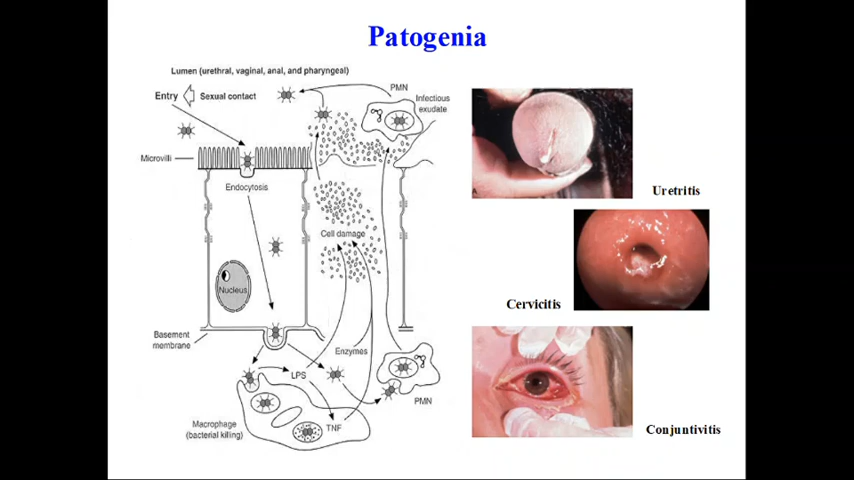 Patogenia
Lumen (urethral, vaginal, anal, and pharyngeal)
Entry
Sexual contact
PMN
Infectious
exudate
Microvilli
Endocytosis
Cell damage
Nucleus
Basement
membrane
Enzymes
LPS
PMN
Macrophage
(bacterial killing)
TNF
Uretritis
Cervicitis
Conjuntivitis